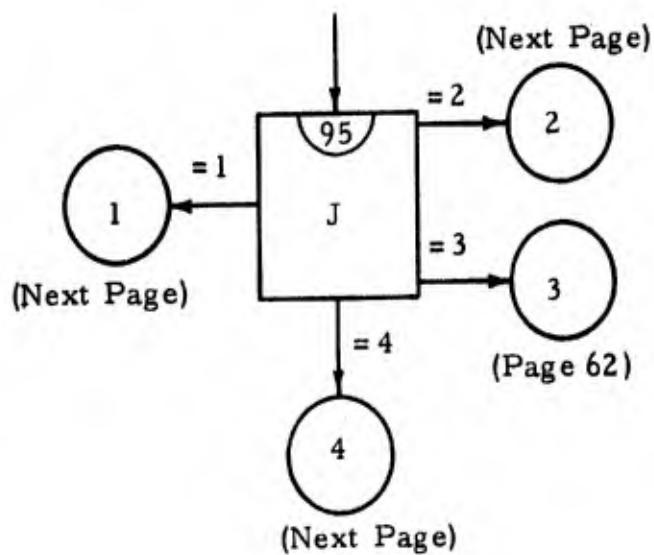 (Next Page)
= 2
2
95
= 1
1
J
= 3
3
(Next Page)
= 4
(Page 62)
4
(Next Page)